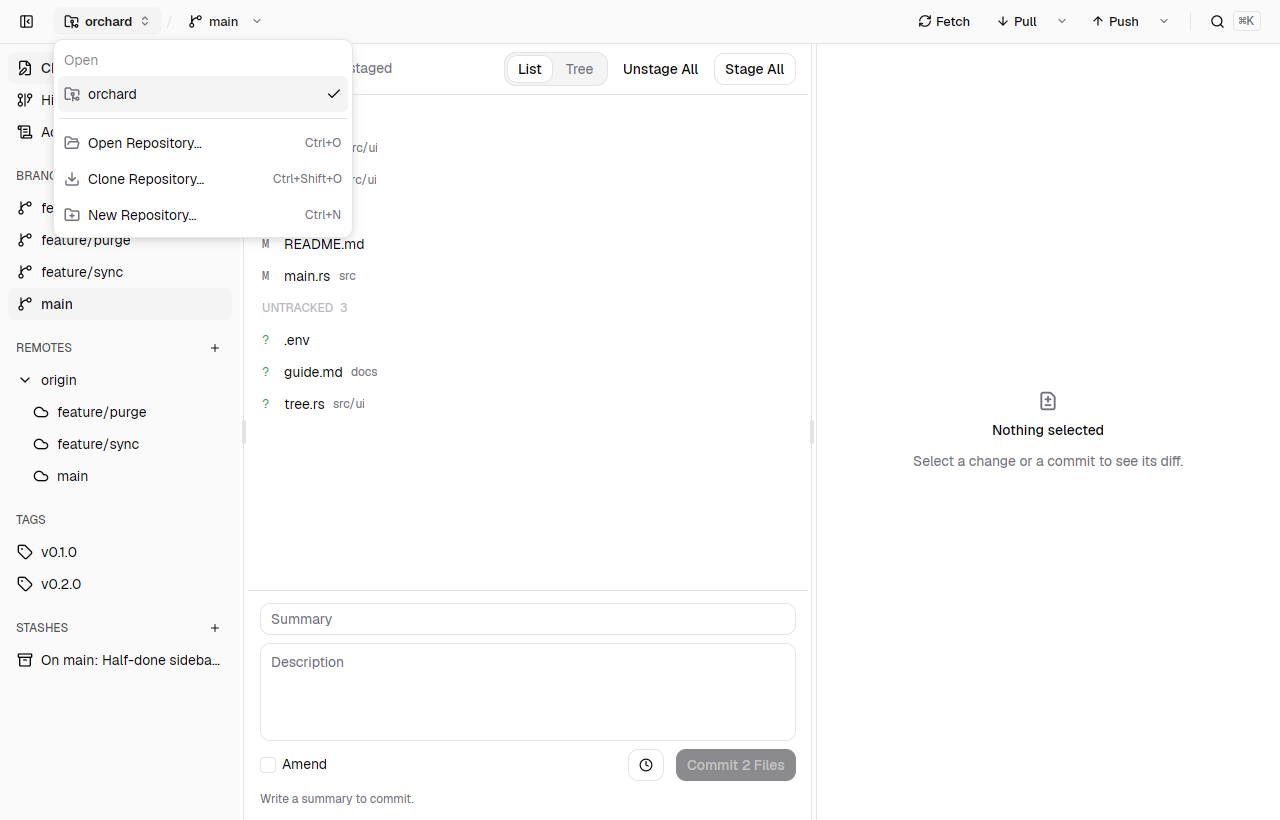 orchard / main
Fetch
Pull
Push
⌘K
Open
orchard
Open Repository… Ctrl+O
Clone Repository… Ctrl+Shift+O
New Repository… Ctrl+N
staged
List
Tree
Unstage All
Stage All
src/ui
feature/purge
feature/sync
main
REMOTES
origin
feature/purge
feature/sync
main
TAGS
v0.1.0
v0.2.0
STASHES
On main: Half-done sideba…
M README.md
M main.rs src
UNTRACKED 3
? .env
? guide.md docs
? tree.rs src/ui
Summary
Description
Amend
Commit 2 Files
Write a summary to commit.
Nothing selected
Select a change or a commit to see its diff.